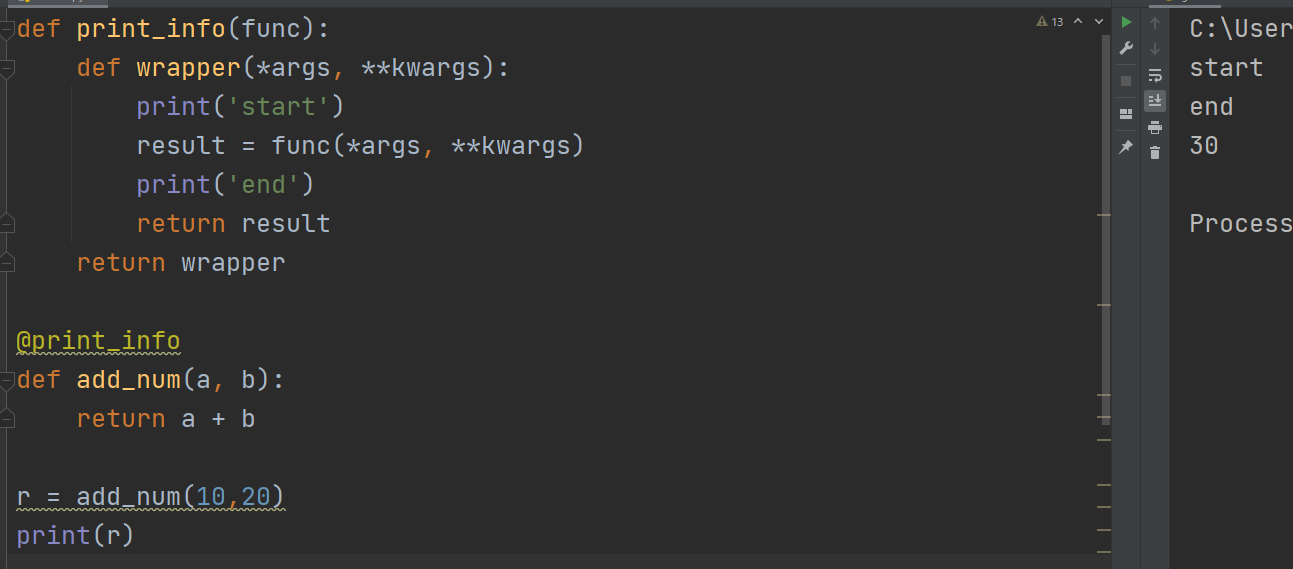 def print_info(func):
    def wrapper(*args, **kwargs):
        print('start')
        result = func(*args, **kwargs)
        print('end')
        return result
    return wrapper

@print_info
def add_num(a, b):
    return a + b

r = add_num(10,20)
print(r)
13
C:\User
start
end
30

Process